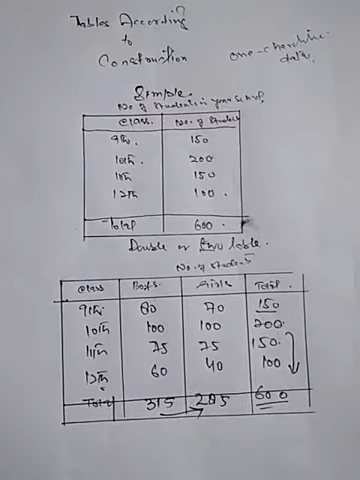 Tables According
to
Construction
one-charchtric
data.
Simple.
No. of Students in your School.
Class. No. of Students
9th 150
10th. 200
11th 150
12th 100.
Total 600.
Double or two table.
No. of Students
Class Boys. Girls Total.
9th 80 70 150
10th 100 100 200
11th 75 75 150.
12th 60 40 100
Total 315 285 600